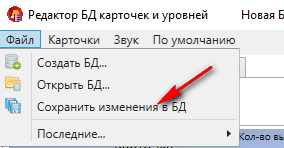 Редактор БД карточек и уровней Новая Б
Файл Карточки Звук По умолчанию
Создать БД...
Открыть БД...
Сохранить изменения в БД
Последние...
Кол-во вы